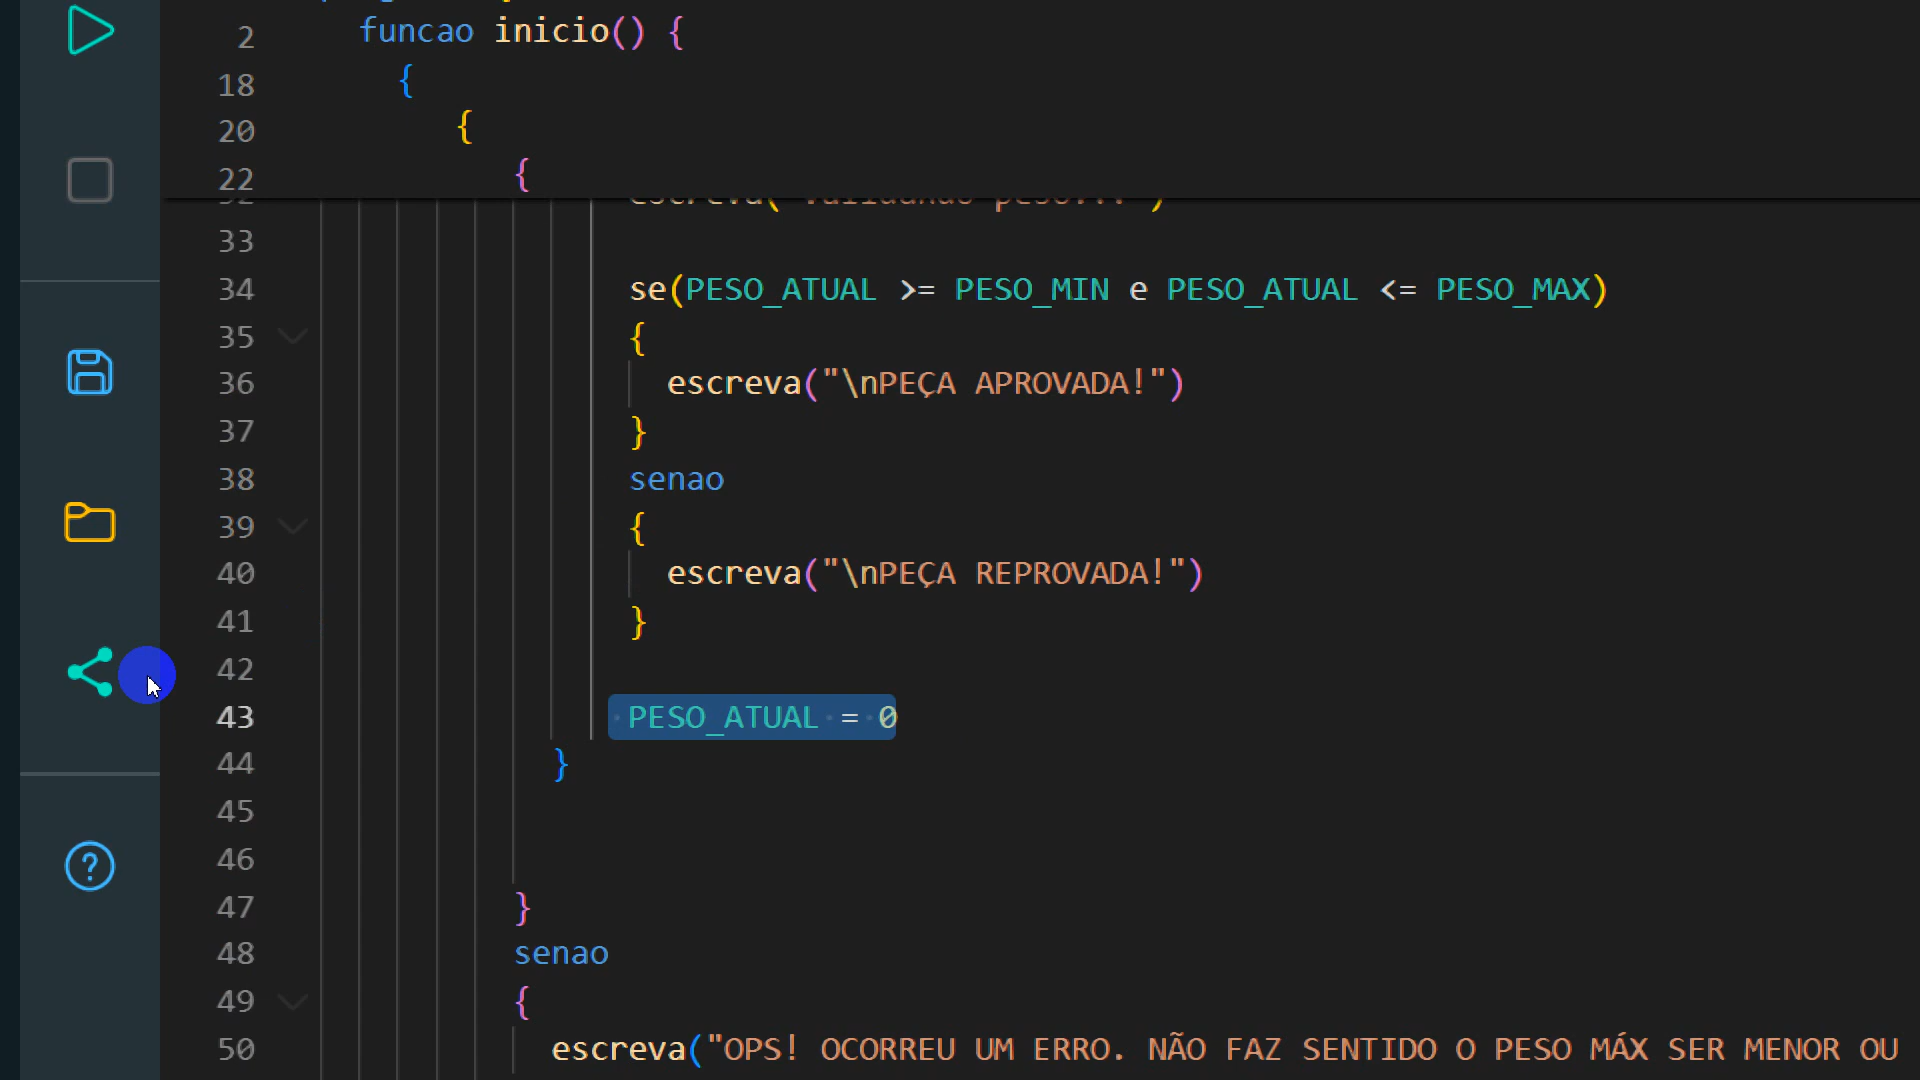 2 funcao inicio() {
18 {
20 {
22 {
33
34 se(PESO_ATUAL >= PESO_MIN e PESO_ATUAL <= PESO_MAX)
35 {
36 escreva("\nPEÇA APROVADA!")
37 }
38 senao
39 {
40 escreva("\nPEÇA REPROVADA!")
41 }
42
43 PESO_ATUAL = 0
44 }
45
46
47 }
48 senao
49 {
50 escreva("OPS! OCORREU UM ERRO. NÃO FAZ SENTIDO O PESO MÁX SER MENOR OU